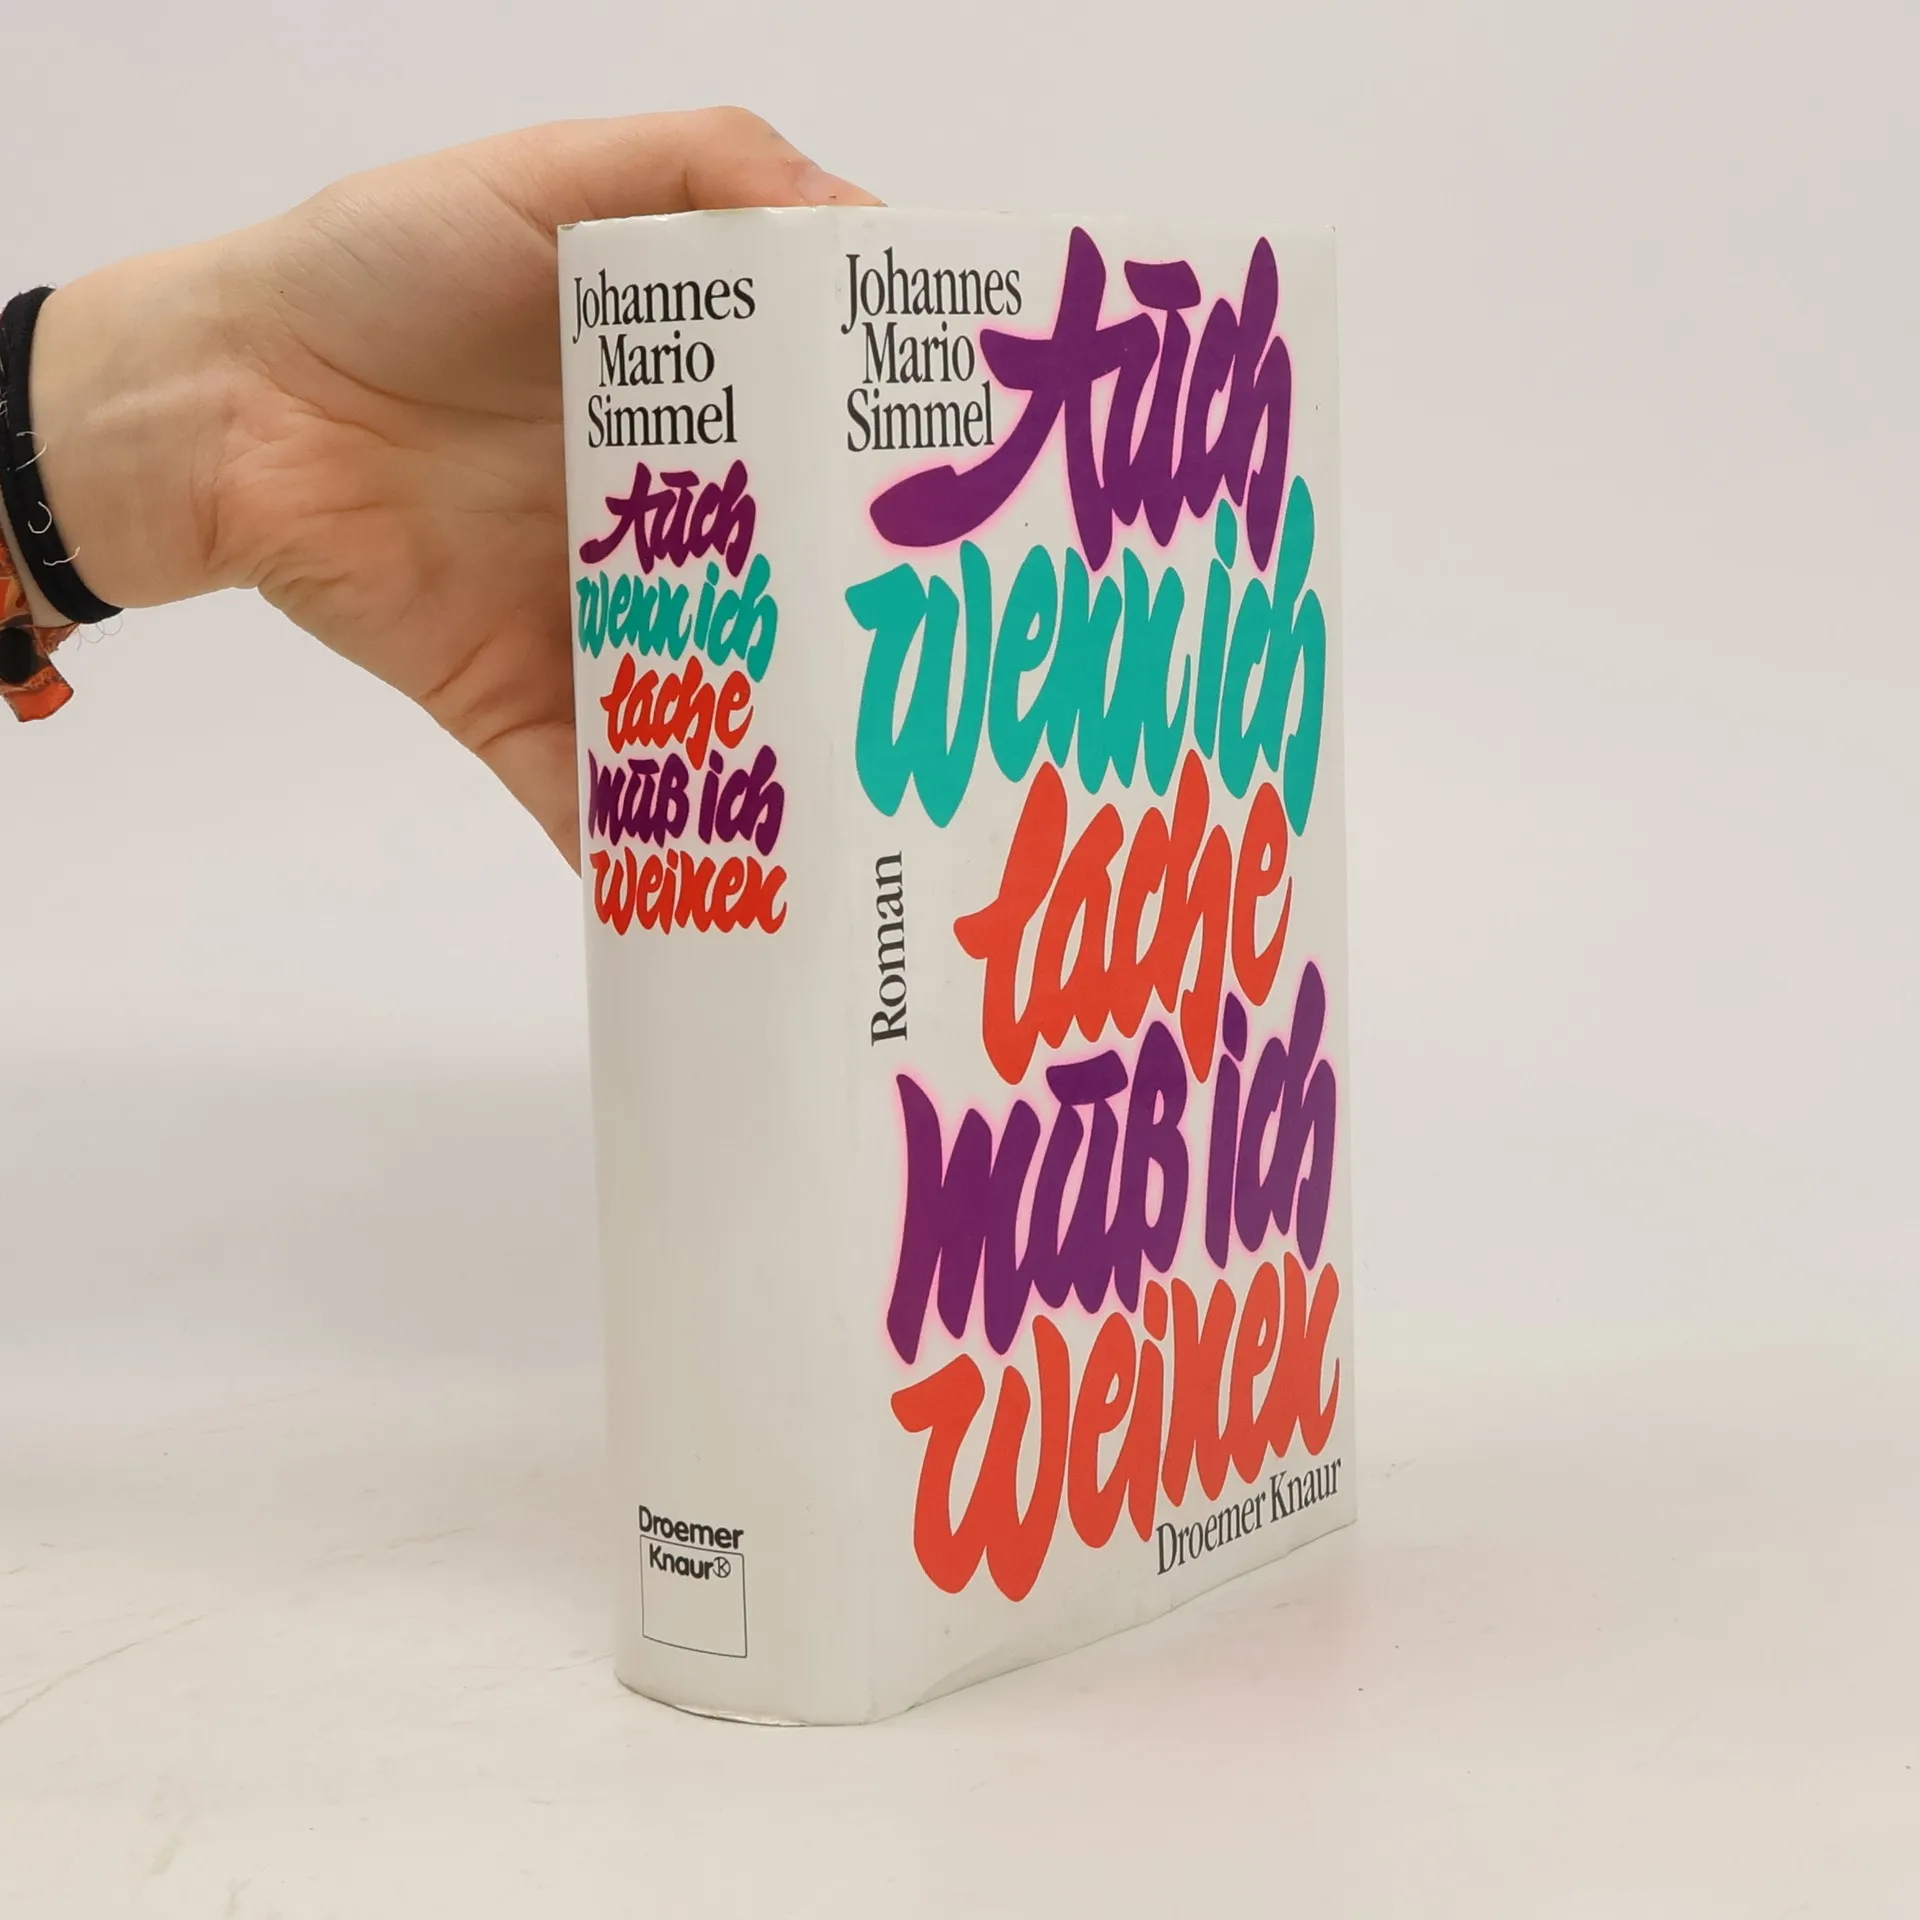 Johannes
Mario
Simmel
Auch
wenn ich
lache
muß ich
weinen
Droemer
Knaur®
Johannes
Mario
Simmel
Auch
wenn ich
lache
muß ich
weinen
Roman
Droemer Knaur